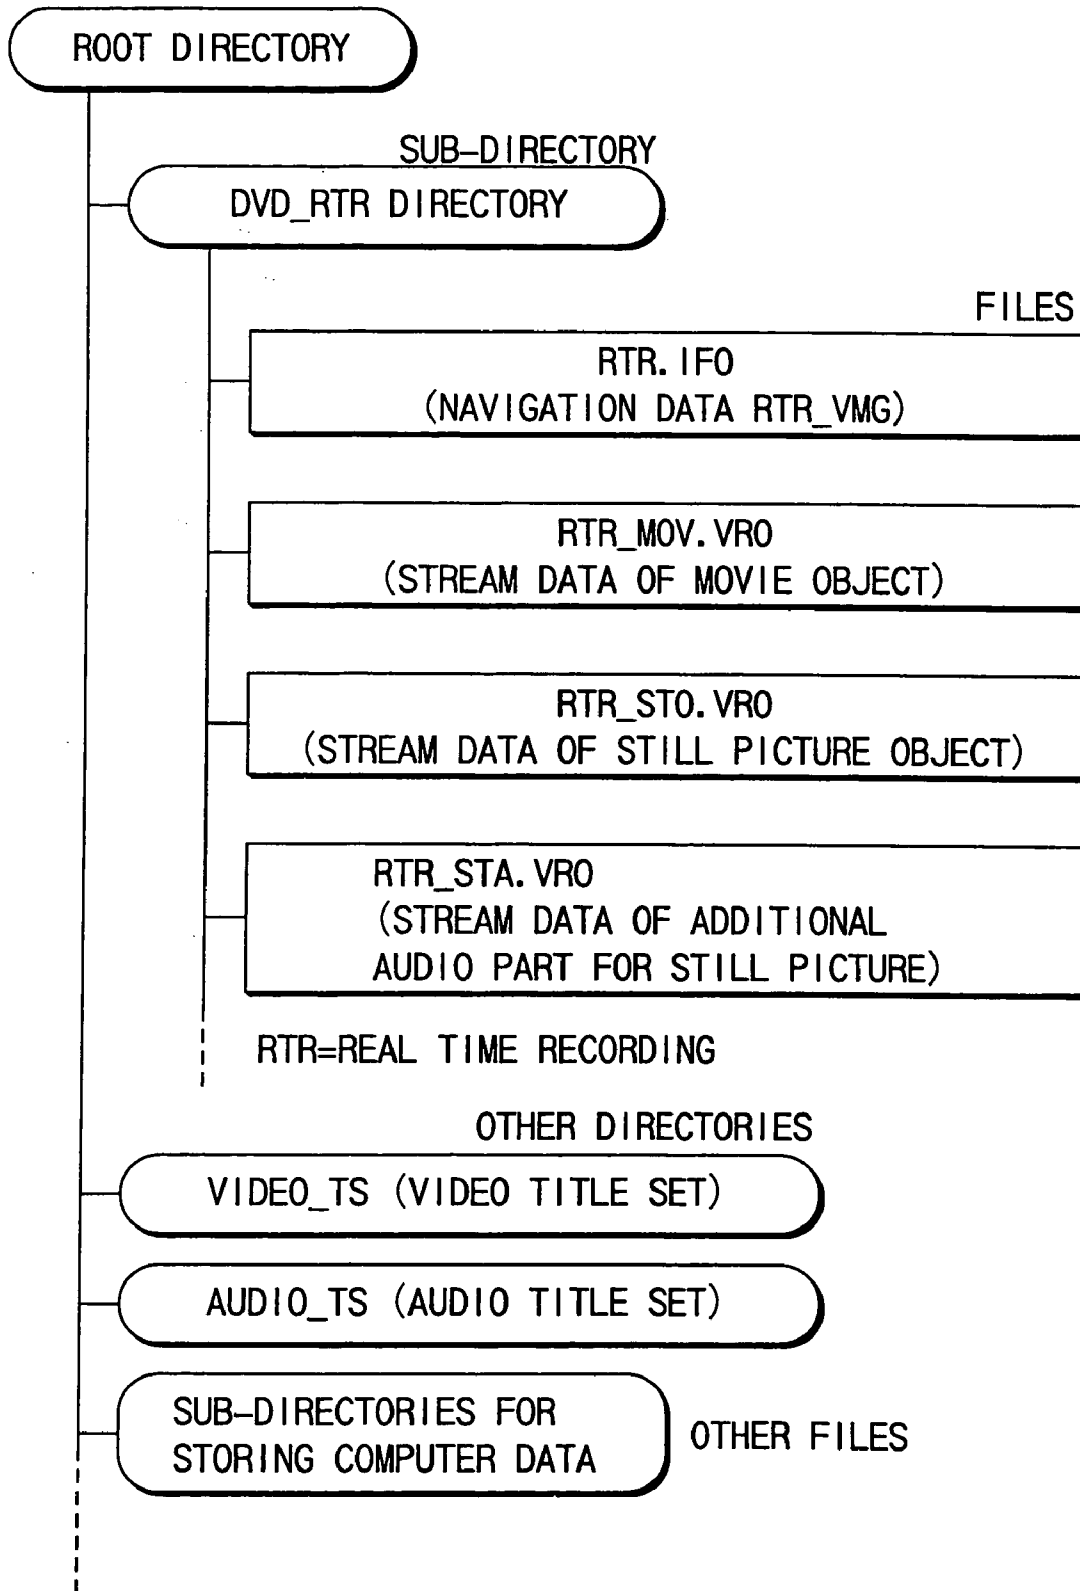 ROOT DIRECTORY
SUB-DIRECTORY
DVD_RTR DIRECTORY
FILES
RTR.IFO
(NAVIGATION DATA RTR_VMG)
RTR_MOV.VRO
(STREAM DATA OF MOVIE OBJECT)
RTR_STO.VRO
(STREAM DATA OF STILL PICTURE OBJECT)
RTR_STA.VRO
(STREAM DATA OF ADDITIONAL
AUDIO PART FOR STILL PICTURE)
RTR=REAL TIME RECORDING
OTHER DIRECTORIES
VIDEO_TS (VIDEO TITLE SET)
AUDIO_TS (AUDIO TITLE SET)
SUB-DIRECTORIES FOR
STORING COMPUTER DATA
OTHER FILES